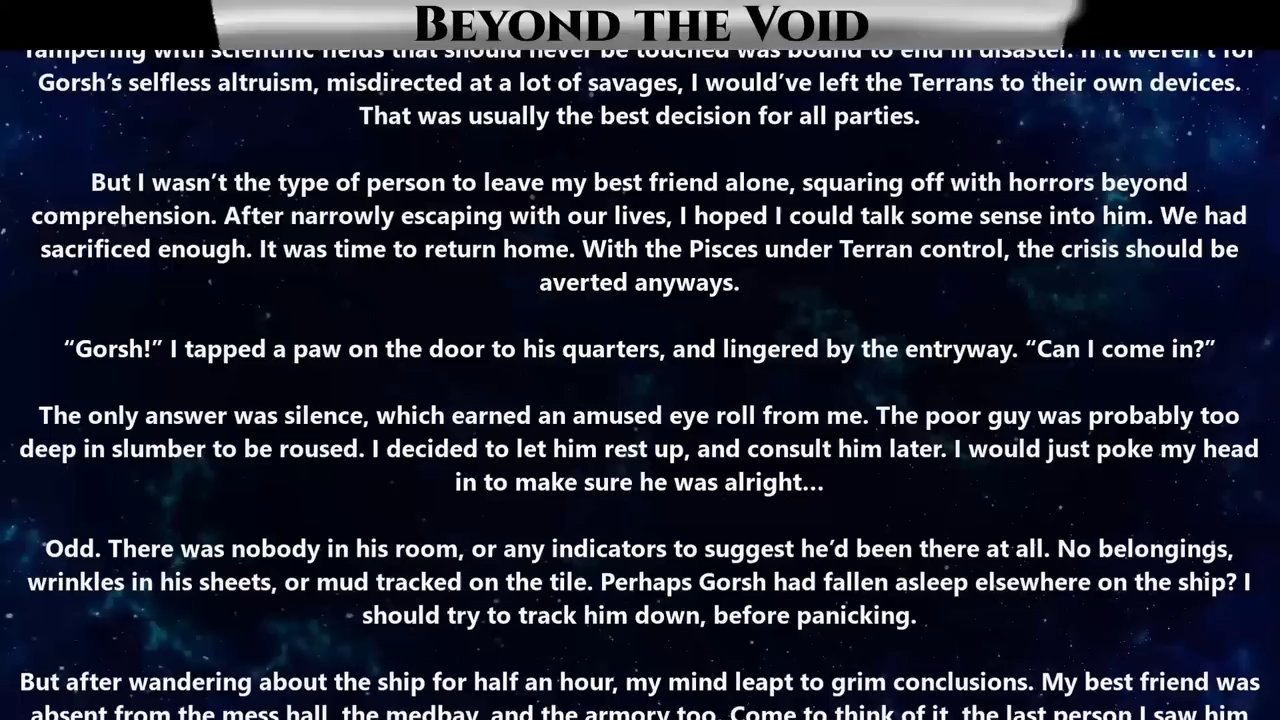 BEYOND THE VOID
tampering with scientific fields that should never be touched was bound to end in disaster. If it weren't for
Gorsh's selfless altruism, misdirected at a lot of savages, I would've left the Terrans to their own devices.
That was usually the best decision for all parties.
But I wasn't the type of person to leave my best friend alone, squaring off with horrors beyond
comprehension. After narrowly escaping with our lives, I hoped I could talk some sense into him. We had
sacrificed enough. It was time to return home. With the Pisces under Terran control, the crisis should be
averted anyways.
“Gorsh!” I tapped a paw on the door to his quarters, and lingered by the entryway. “Can I come in?”
The only answer was silence, which earned an amused eye roll from me. The poor guy was probably too
deep in slumber to be roused. I decided to let him rest up, and consult him later. I would just poke my head
in to make sure he was alright…
Odd. There was nobody in his room, or any indicators to suggest he’d been there at all. No belongings,
wrinkles in his sheets, or mud tracked on the tile. Perhaps Gorsh had fallen asleep elsewhere on the ship? I
should try to track him down, before panicking.
But after wandering about the ship for half an hour, my mind leapt to grim conclusions. My best friend was
absent from the mess hall, the medbay, and the armory too. Come to think of it, the last person I saw him